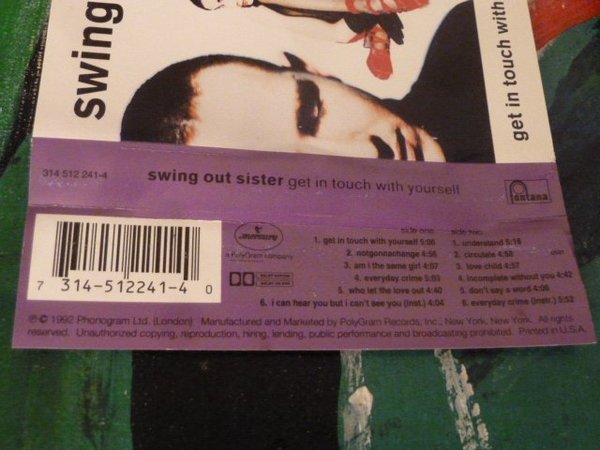 swing
get in touch with
314 512 241-4
swing out sister get in touch with yourself
fontana
7 314-512241-4 0
mercury
a PolyGram company
side one
1. get in touch with yourself 5:06
2. notgonnachange 4:56
3. am i the same girl 4:07
4. everyday crime 5:03
5. who let the love out 4:40
6. i can hear you but i can't see you (inst.) 4:04
side two
1. understand 5:16
2. circulate 4:58
3. love child 4:57
4. incomplete without you 4:42
5. don't say a word 4:06
6. everyday crime (instr.) 5:52
℗© 1992 Phonogram Ltd. (London) Manufactured and Marketed by PolyGram Records, Inc., New York, New York. All rights
reserved. Unauthorized copying, reproduction, hiring, lending, public performance and broadcasting prohibited. Printed in U.S.A.